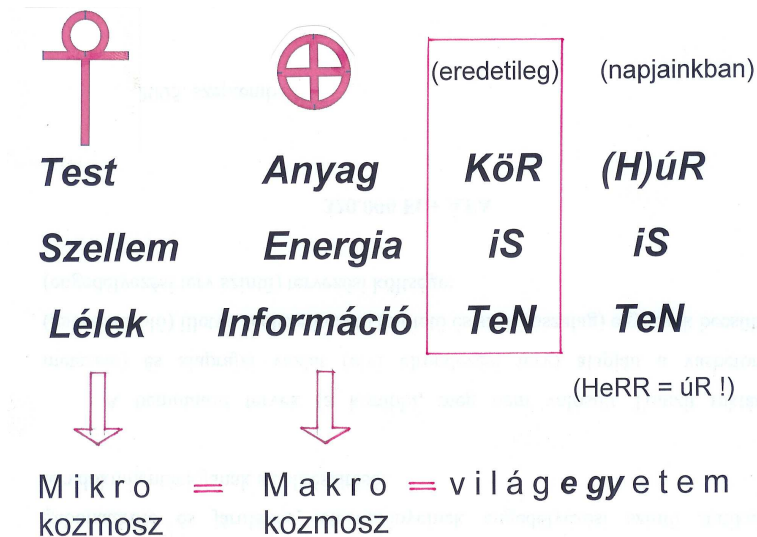 (eredetileg) (napjainkban)
Test Anyag KöR (H)úR
Szellem Energia iS iS
Lélek Információ TeN TeN
(HeRR = úR !)
Mikro = Makro = világegyetem
kozmosz kozmosz